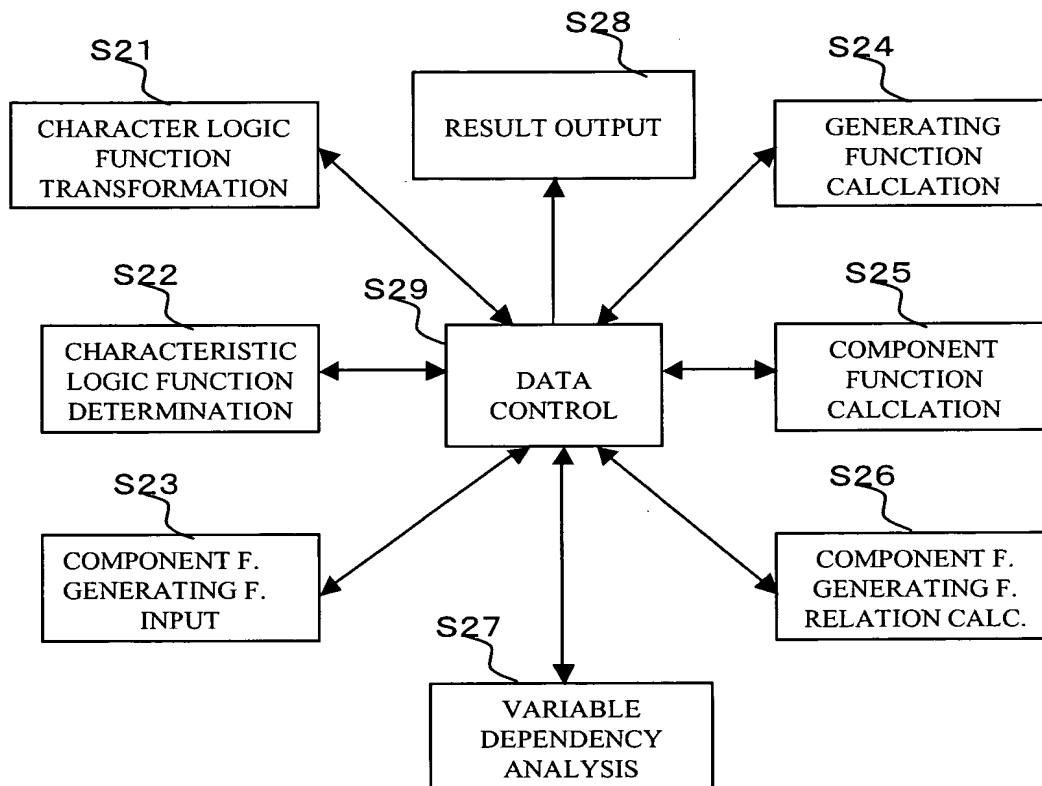 S21
CHARACTER LOGIC
FUNCTION
TRANSFORMATION
S28
RESULT OUTPUT
S24
GENERATING
FUNCTION
CALCLATION
S22
CHARACTERISTIC
LOGIC FUNCTION
DETERMINATION
S29
DATA
CONTROL
S25
COMPONENT
FUNCTION
CALCLATION
S23
COMPONENT F.
GENERATING F.
INPUT
S27
VARIABLE
DEPENDENCY
ANALYSIS
S26
COMPONENT F.
GENERATING F.
RELATION CALC.